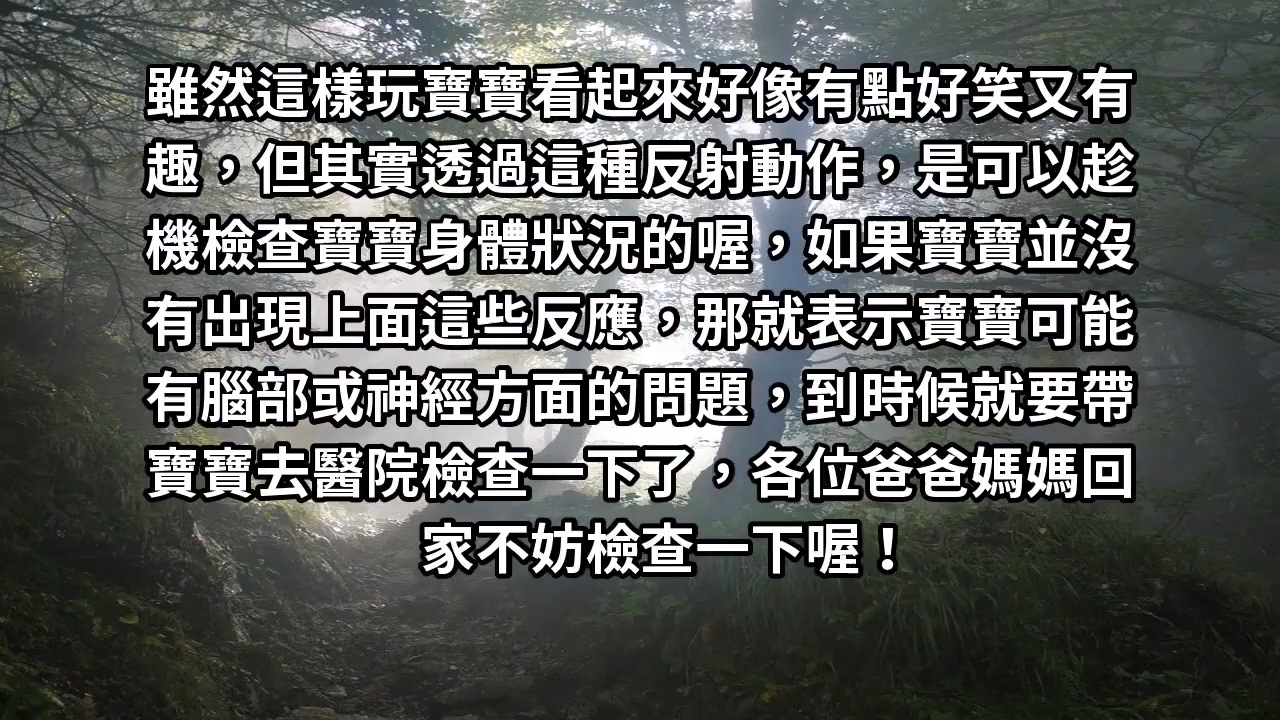 雖然這樣玩寶寶看起來好像有點好笑又有
趣，但其實透過這種反射動作，是可以趁
機檢查寶寶身體狀況的喔，如果寶寶並沒
有出現上面這些反應，那就表示寶寶可能
有腦部或神經方面的問題，到時候就要帶
寶寶去醫院檢查一下了，各位爸爸媽媽回
家不妨檢查一下喔！